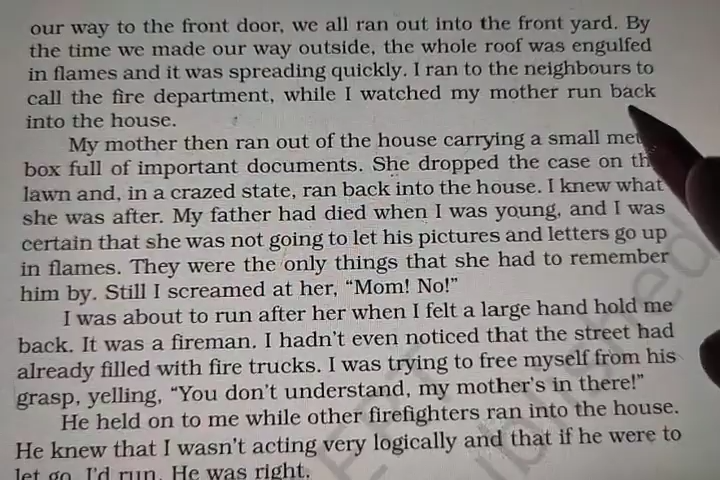 our way to the front door, we all ran out into the front yard. By
the time we made our way outside, the whole roof was engulfed
in flames and it was spreading quickly. I ran to the neighbours to
call the fire department, while I watched my mother run back
into the house.
My mother then ran out of the house carrying a small met
box full of important documents. She dropped the case on th
lawn and, in a crazed state, ran back into the house. I knew what
she was after. My father had died when I was young, and I was
certain that she was not going to let his pictures and letters go up
in flames. They were the only things that she had to remember
him by. Still I screamed at her, “Mom! No!”
I was about to run after her when I felt a large hand hold me
back. It was a fireman. I hadn’t even noticed that the street had
already filled with fire trucks. I was trying to free myself from his
grasp, yelling, “You don’t understand, my mother’s in there!”
He held on to me while other firefighters ran into the house.
He knew that I wasn’t acting very logically and that if he were to
let go, I’d run. He was right.